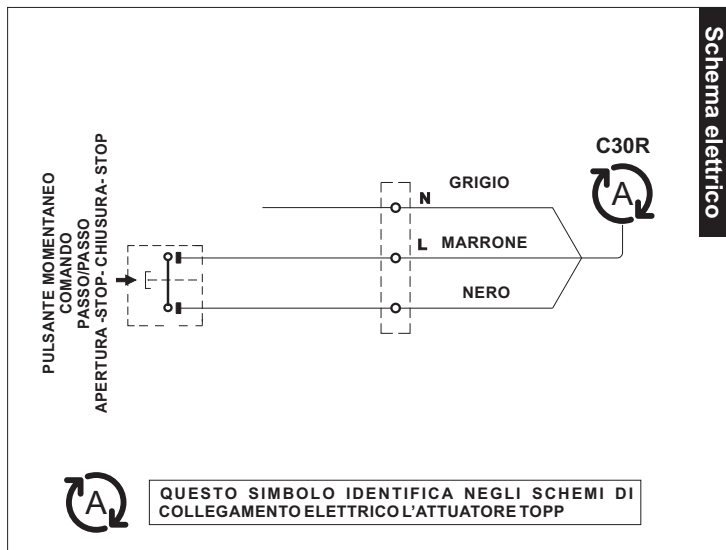 Schema elettrico
C30R
A
N
GRIGIO
L
MARRONE
NERO
PULSANTE MOMENTANEO
COMANDO
PASSO/PASSO
APERTURA -STOP- CHIUSURA- STOP
A
QUESTO SIMBOLO IDENTIFICA NEGLI SCHEMI DI
COLLEGAMENTO ELETTRICO L'ATTUATORE TOPP